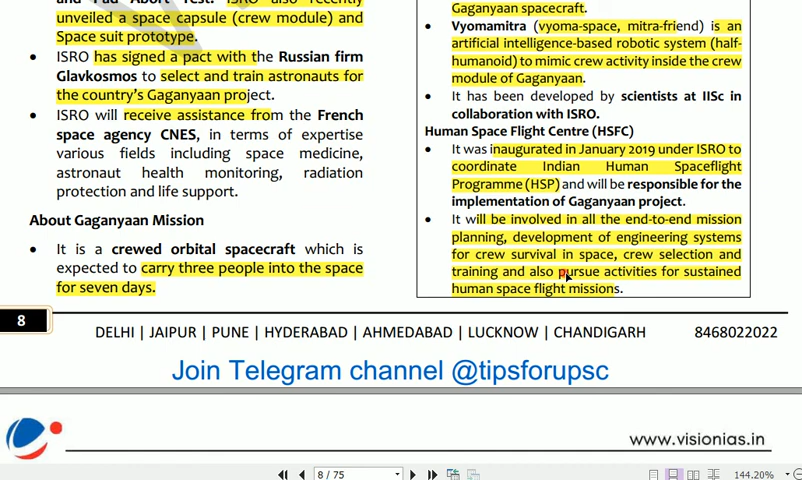 and Pad Abort Test. ISRO also recently
unveiled a space capsule (crew module) and
Space suit prototype.
• ISRO has signed a pact with the Russian firm
Glavkosmos to select and train astronauts for
the country's Gaganyaan project.
• ISRO will receive assistance from the French
space agency CNES, in terms of expertise
various fields including space medicine,
astronaut health monitoring, radiation
protection and life support.
About Gaganyaan Mission
• It is a crewed orbital spacecraft which is
expected to carry three people into the space
for seven days.
Gaganyaan spacecraft.
• Vyomamitra (vyoma-space, mitra-friend) is an
artificial intelligence-based robotic system (half-
humanoid) to mimic crew activity inside the crew
module of Gaganyaan.
• It has been developed by scientists at IISc in
collaboration with ISRO.
Human Space Flight Centre (HSFC)
• It was inaugurated in January 2019 under ISRO to
coordinate Indian Human Spaceflight
Programme (HSP) and will be responsible for the
implementation of Gaganyaan project.
• It will be involved in all the end-to-end mission
planning, development of engineering systems
for crew survival in space, crew selection and
training and also pursue activities for sustained
human space flight missions.
8
DELHI | JAIPUR | PUNE | HYDERABAD | AHMEDABAD | LUCKNOW | CHANDIGARH 8468022022
Join Telegram channel @tipsforupsc
www.visionias.in
8 / 75
144.20%